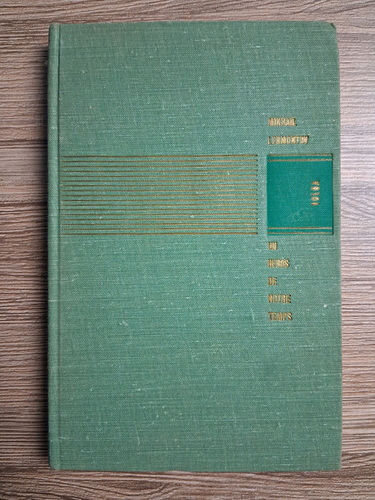 MIKHAIL
LERMONTOV
UN
HEROS
DE
NOTRE
TEMPS